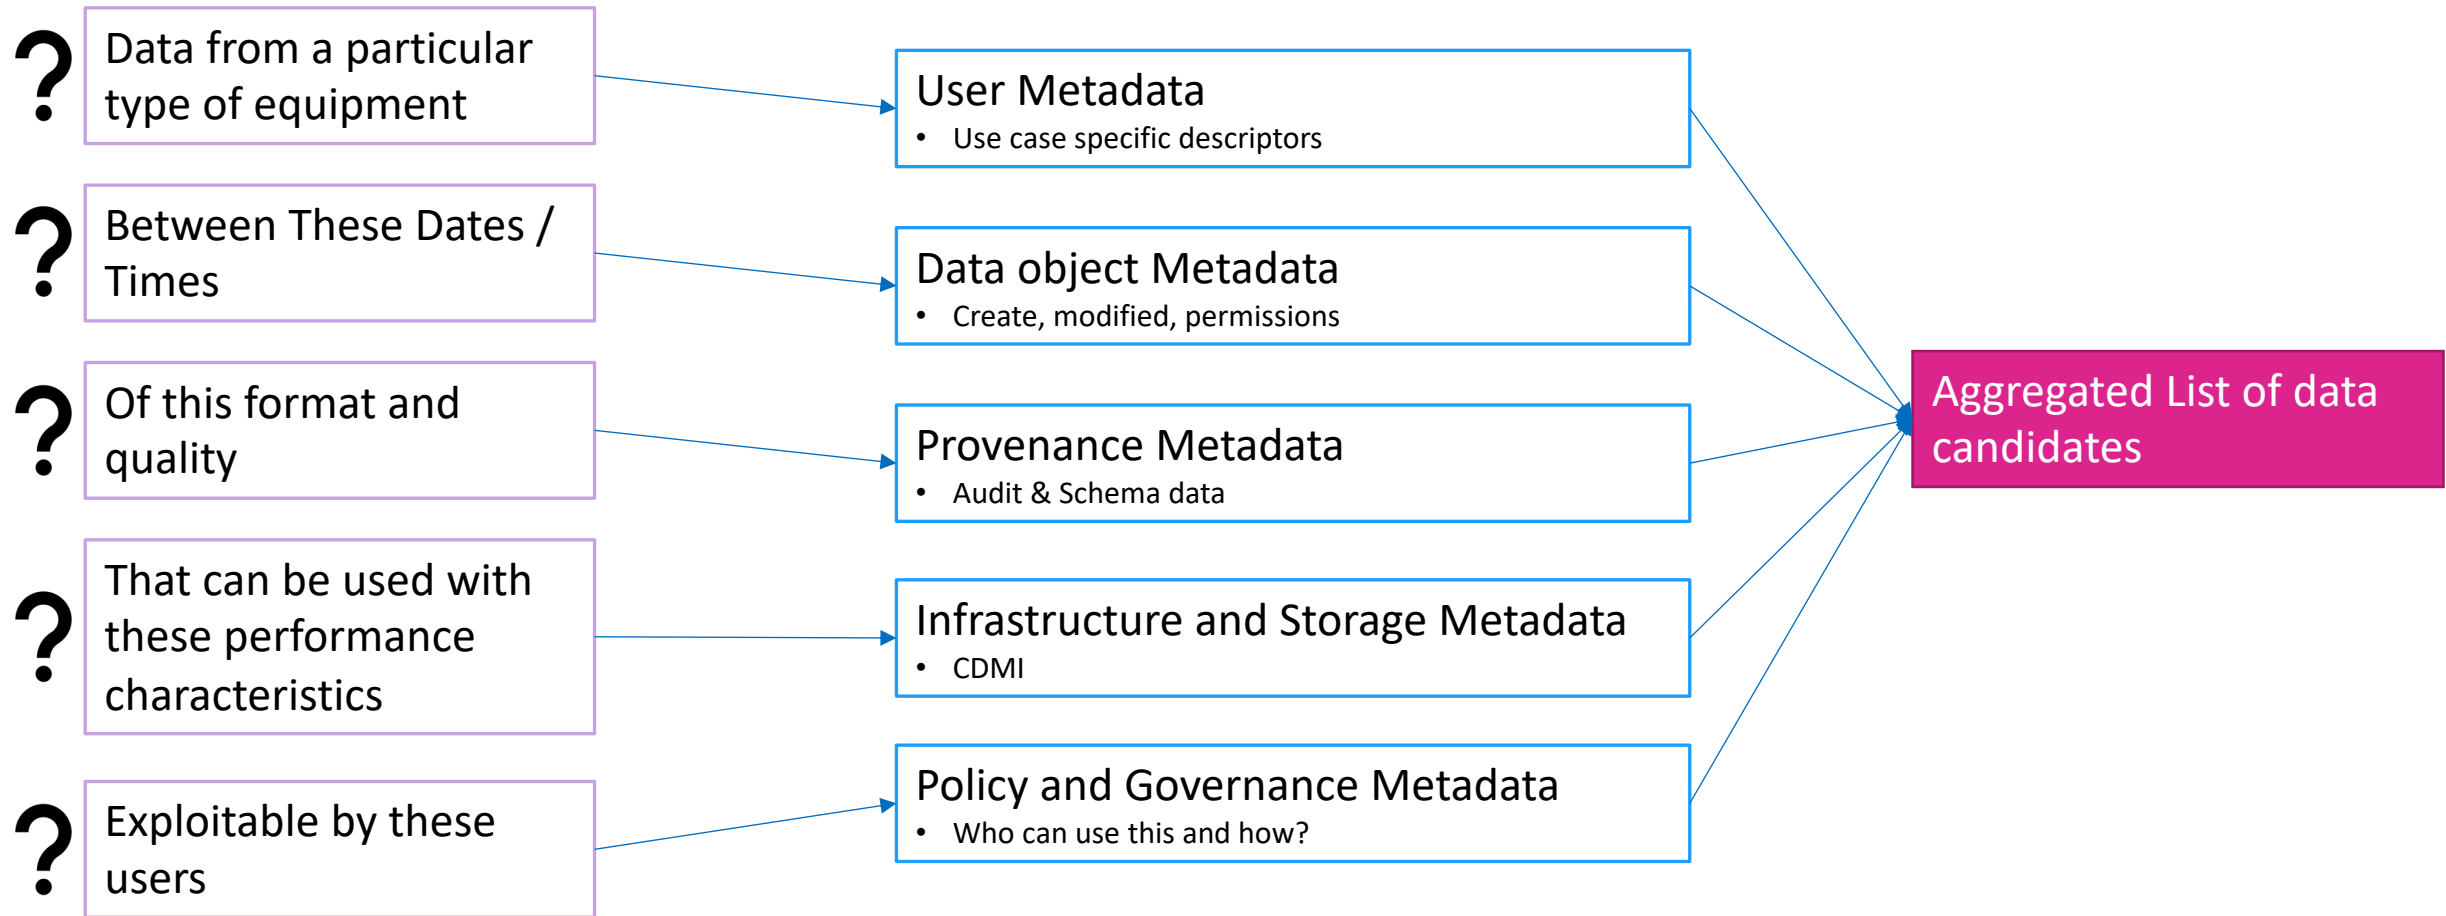 ?
Data from a particular
type of equipment
User Metadata
• Use case specific descriptors
?
Between These Dates /
Times
Data object Metadata
• Create, modified, permissions
?
Of this format and
quality
Provenance Metadata
• Audit & Schema data
?
That can be used with
these performance
characteristics
Infrastructure and Storage Metadata
• CDMI
?
Exploitable by these
users
Policy and Governance Metadata
• Who can use this and how?
Aggregated List of data
candidates